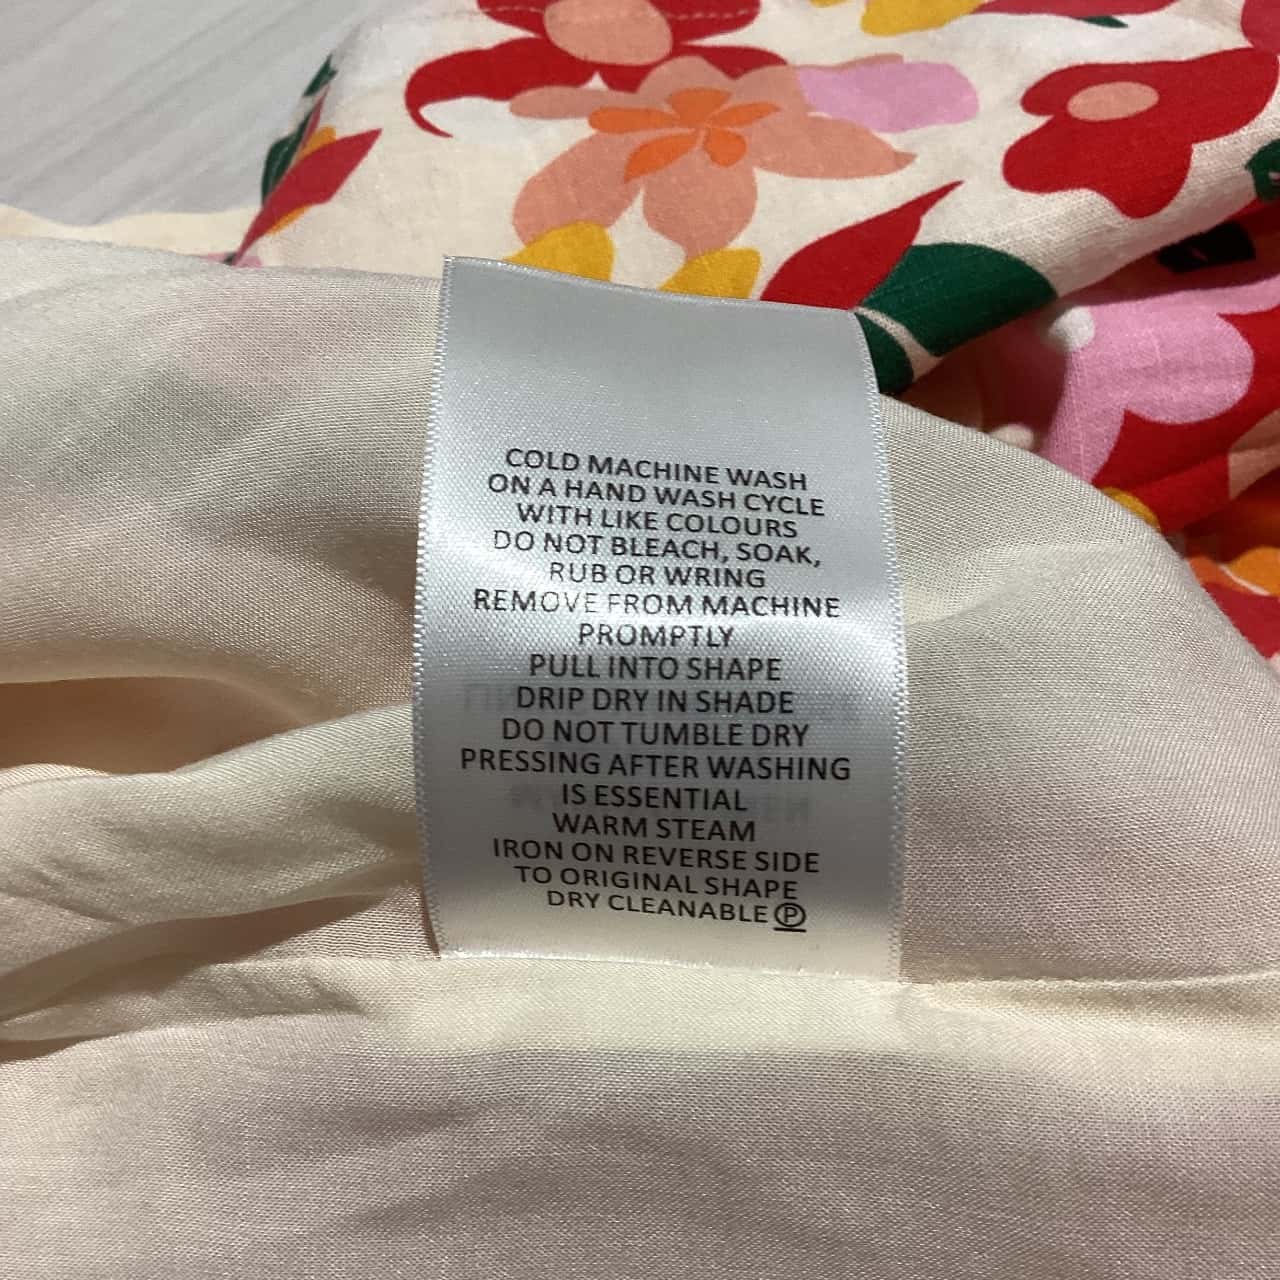 COLD MACHINE WASH
ON A HAND WASH CYCLE
WITH LIKE COLOURS
DO NOT BLEACH, SOAK,
RUB OR WRING
REMOVE FROM MACHINE
PROMPTLY
PULL INTO SHAPE
DRIP DRY IN SHADE
DO NOT TUMBLE DRY
PRESSING AFTER WASHING
IS ESSENTIAL
WARM STEAM
IRON ON REVERSE SIDE
TO ORIGINAL SHAPE
DRY CLEANABLE Ⓟ